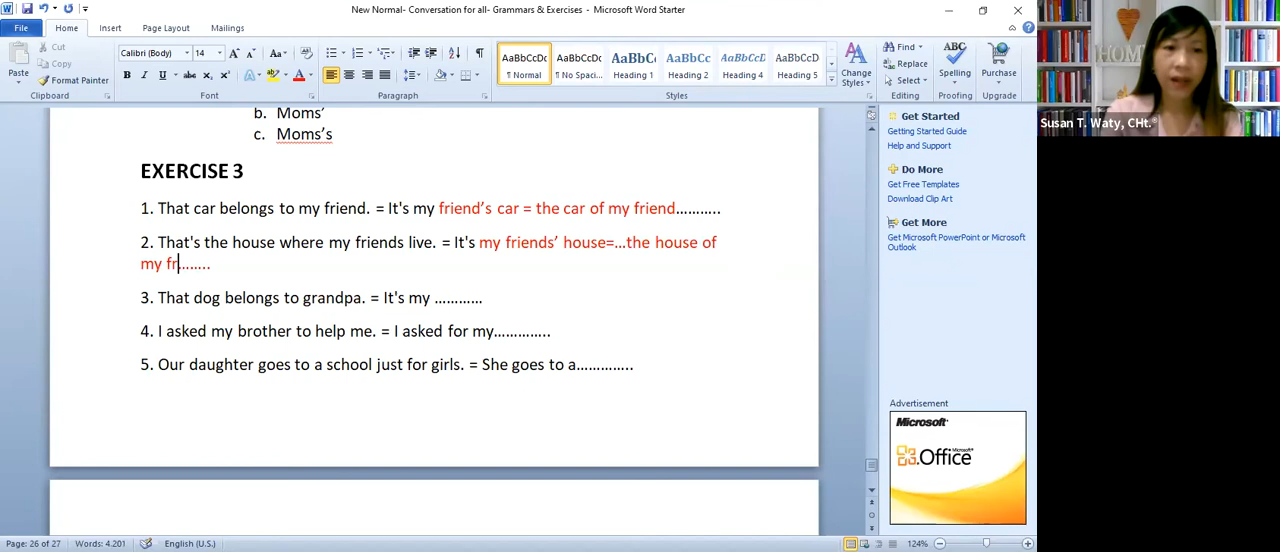 New Normal- Conversation for all- Grammars & Exercises - Microsoft Word Starter
File Home Insert Page Layout Mailings
Cut
Copy
Format Painter
Paste
Clipboard
Calibri (Body) 14
Font
Paragraph
AaBbCcDc AaBbCcDc AaBbCc AaBbCc AaBbCcD AaBbCcD
¶ Normal ¶ No Spaci... Heading 1 Heading 2 Heading 4 Heading 5
Change Styles
Styles
Find
Replace
Select
Editing
Spelling
Proofing
Purchase
Upgrade
HOME
Susan T. Waty, CHt.®
b. Moms’
c. Moms’s
EXERCISE 3
1. That car belongs to my friend. = It's my friend’s car = the car of my friend………..
2. That's the house where my friends live. = It's my friends’ house=…the house of
my fr……..
3. That dog belongs to grandpa. = It's my …………
4. I asked my brother to help me. = I asked for my…………..
5. Our daughter goes to a school just for girls. = She goes to a…………..
Get Started
Getting Started Guide
Help and Support
Do More
Get Free Templates
Download Clip Art
Get More
Get Microsoft PowerPoint or Microsoft
Outlook
Advertisement
Microsoft®
Microsoft®
Office
Page: 26 of 27 Words: 4.201 English (U.S.) 124%